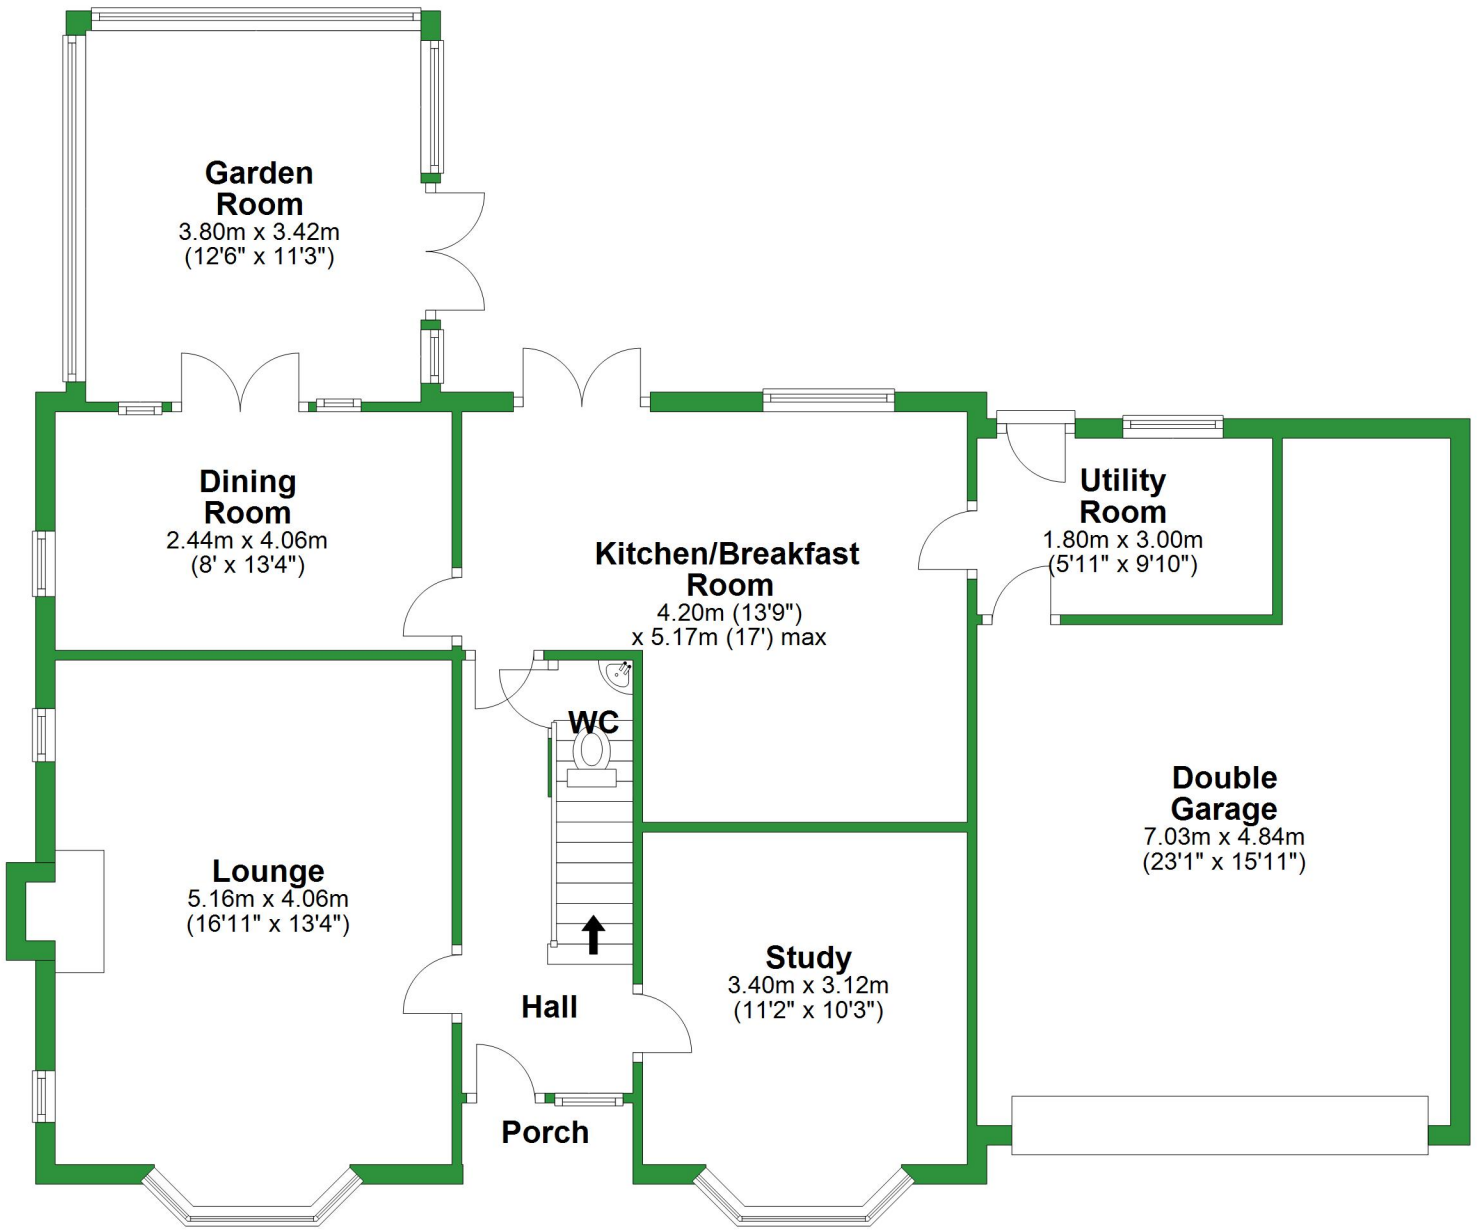 Garden
Room
3.80m x 3.42m
(12'6" x 11'3")
Dining
Room
2.44m x 4.06m
(8' x 13'4")
Kitchen/Breakfast
Room
4.20m (13'9")
x 5.17m (17') max
Utility
Room
1.80m x 3.00m
(5'11" x 9'10")
WC
Lounge
5.16m x 4.06m
(16'11" x 13'4")
Double
Garage
7.03m x 4.84m
(23'1" x 15'11")
Study
3.40m x 3.12m
(11'2" x 10'3")
Hall
Porch